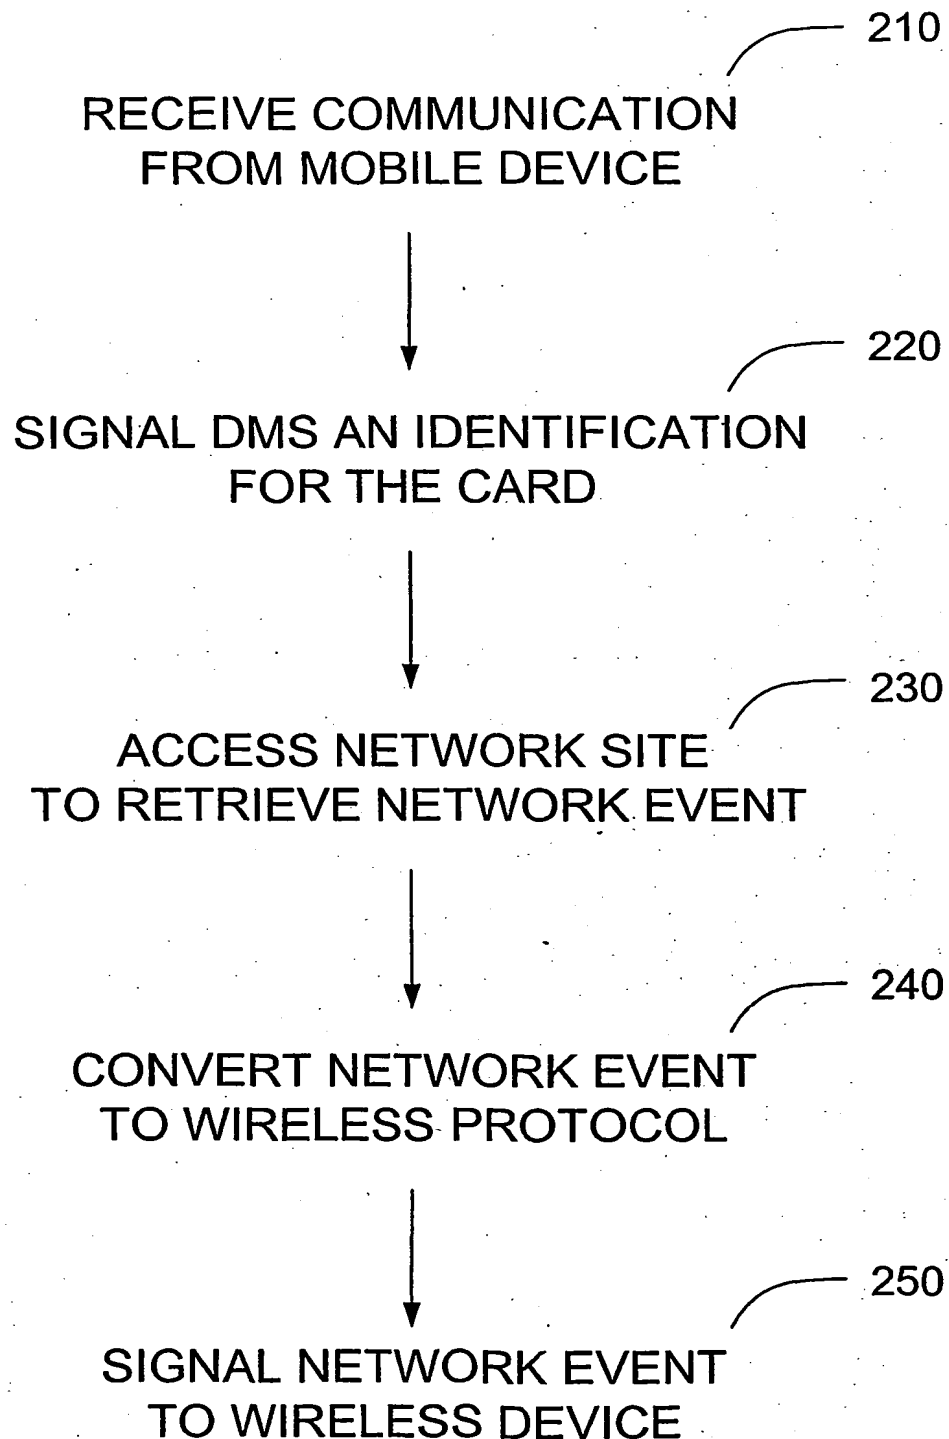 210
RECEIVE COMMUNICATION
FROM MOBILE DEVICE
220
SIGNAL DMS AN IDENTIFICATION
FOR THE CARD
230
ACCESS NETWORK SITE
TO RETRIEVE NETWORK EVENT
240
CONVERT NETWORK EVENT
TO WIRELESS PROTOCOL
250
SIGNAL NETWORK EVENT
TO WIRELESS DEVICE